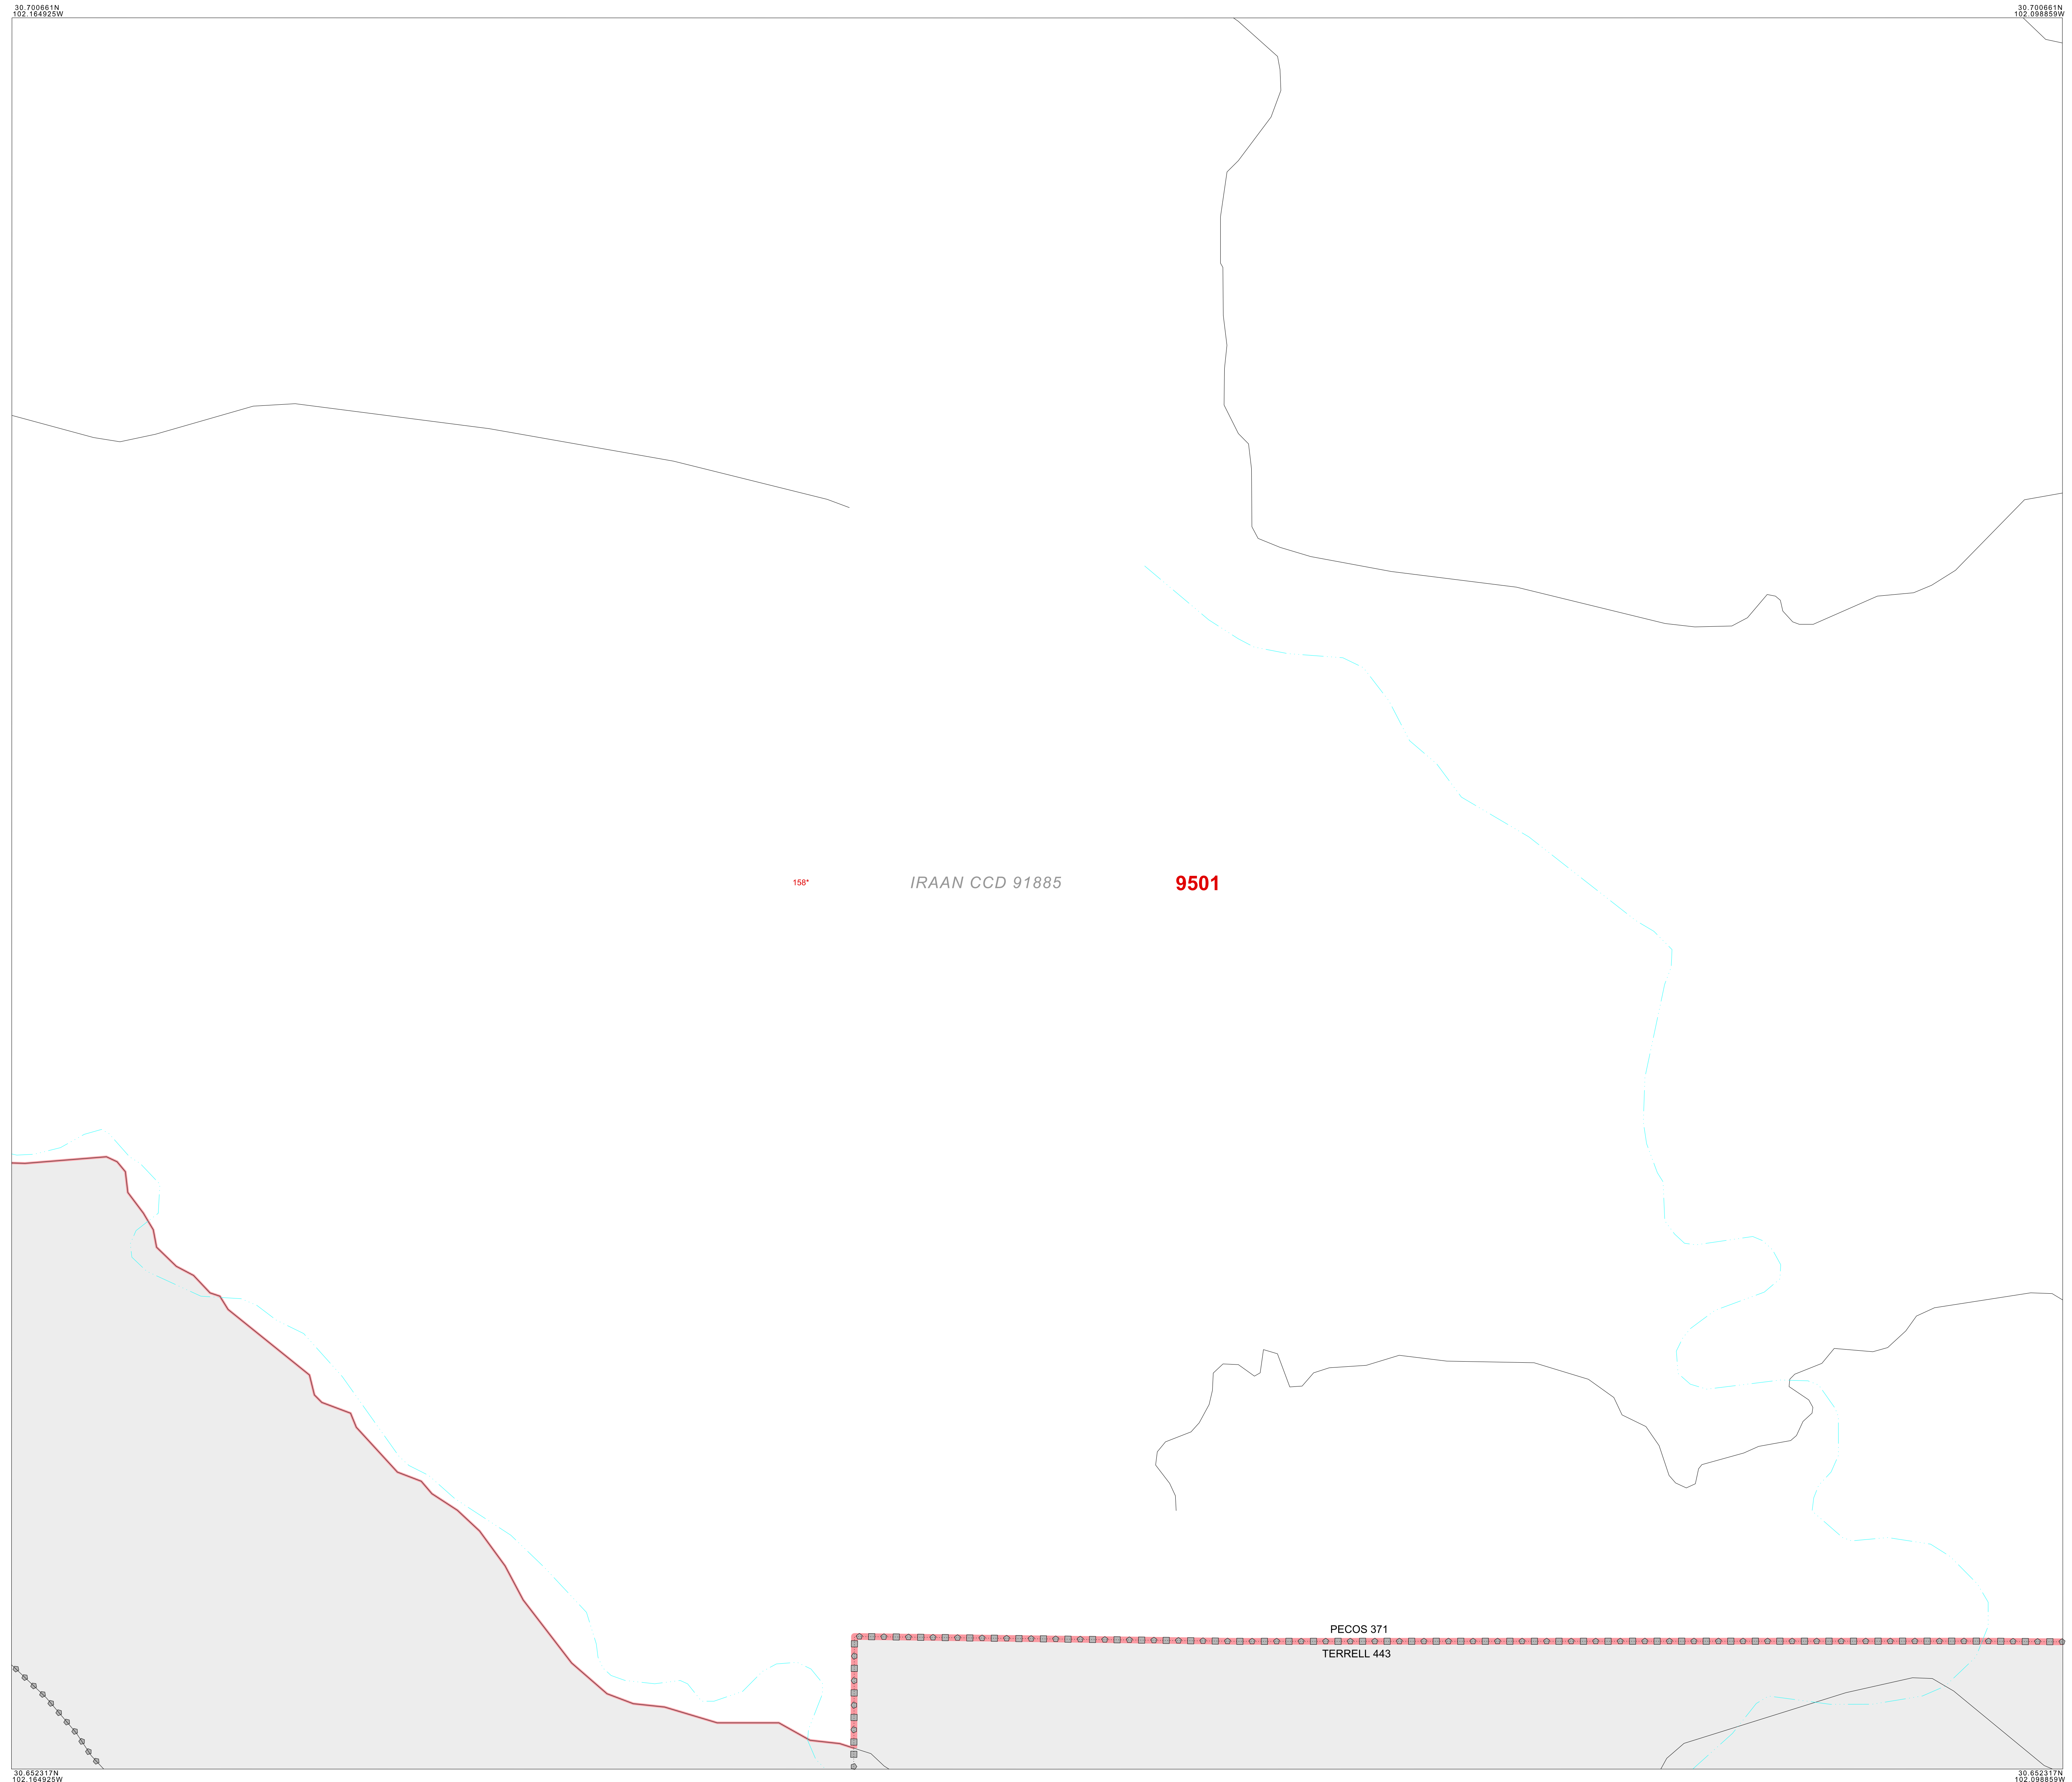 30.700661N
102.164925W
30.700661N
102.098859W
158*
IRAAN CCD 91885
9501
PECOS 371
TERRELL 443
30.652317N
102.164925W
30.652317N
102.098859W